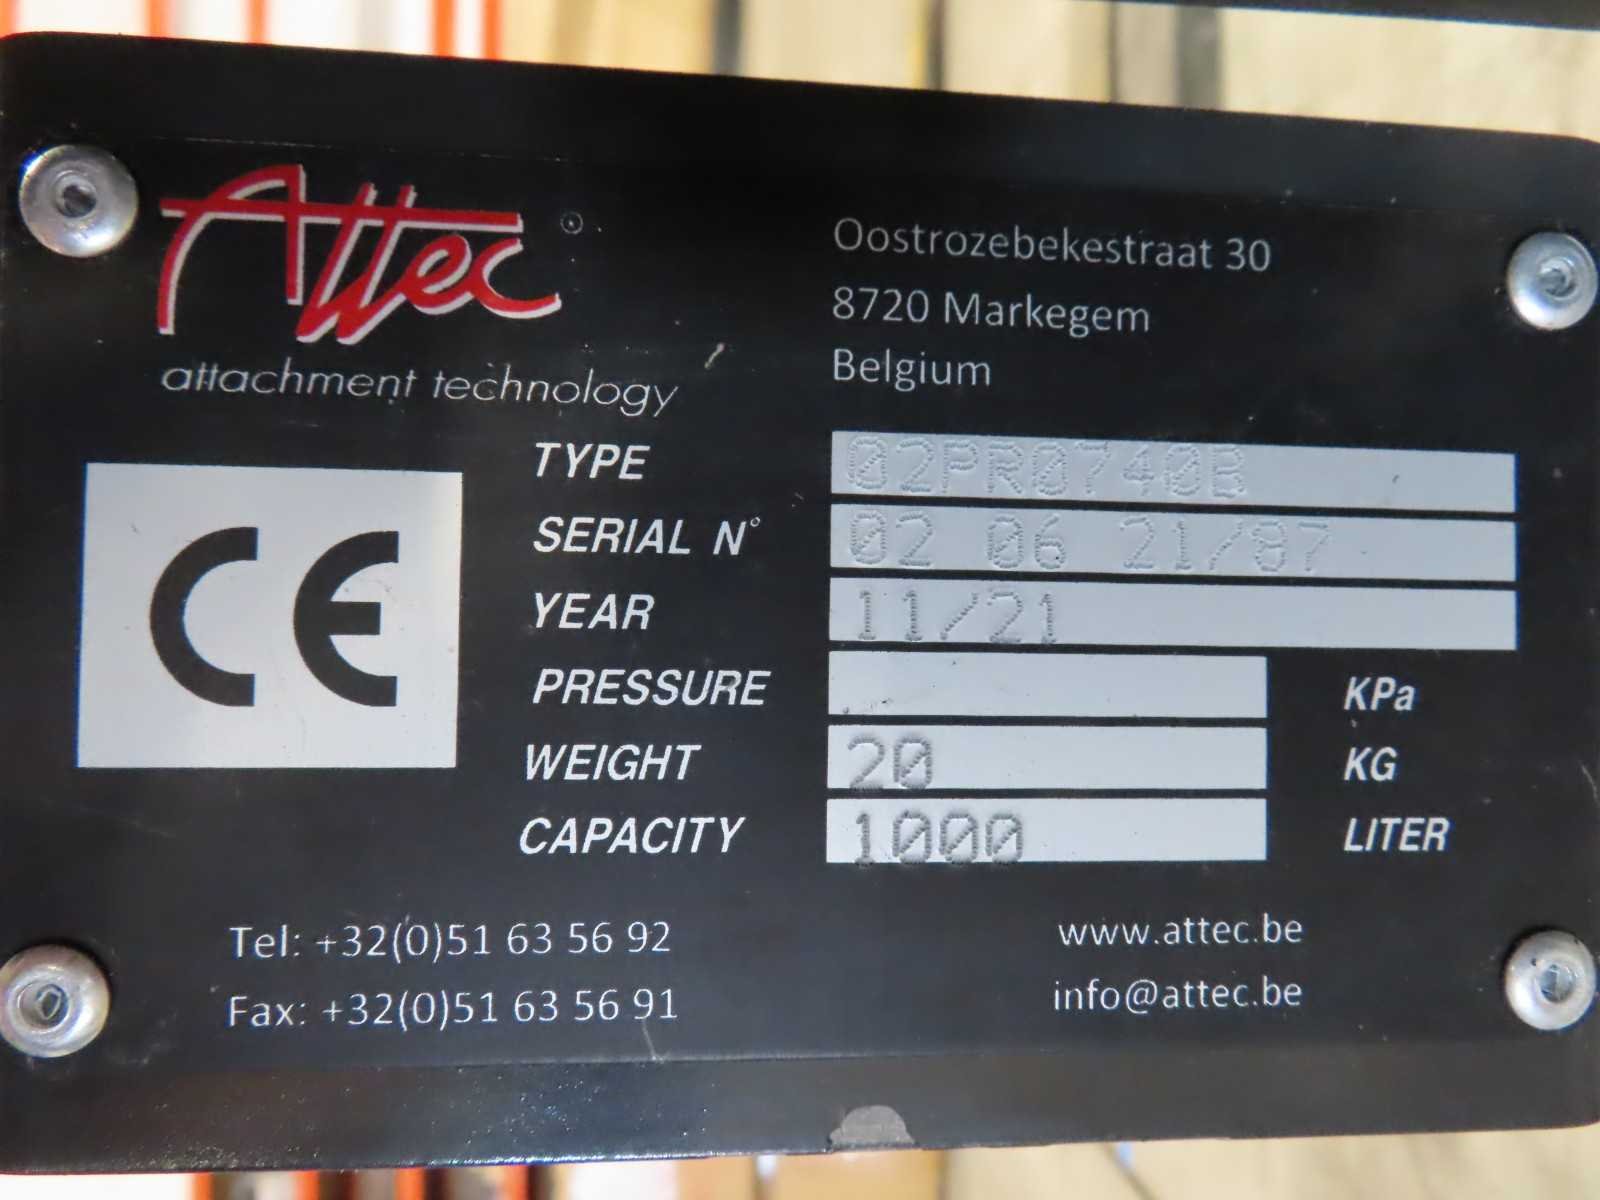 Attec ®
attachment technology
Oostrozebekestraat 30
8720 Markegem
Belgium
CE
TYPE 02PR0740B
SERIAL N° 02 06 21/87
YEAR 11/21
PRESSURE KPa
WEIGHT 20 KG
CAPACITY 1000 LITER
Tel: +32(0)51 63 56 92
Fax: +32(0)51 63 56 91
www.attec.be
info@attec.be